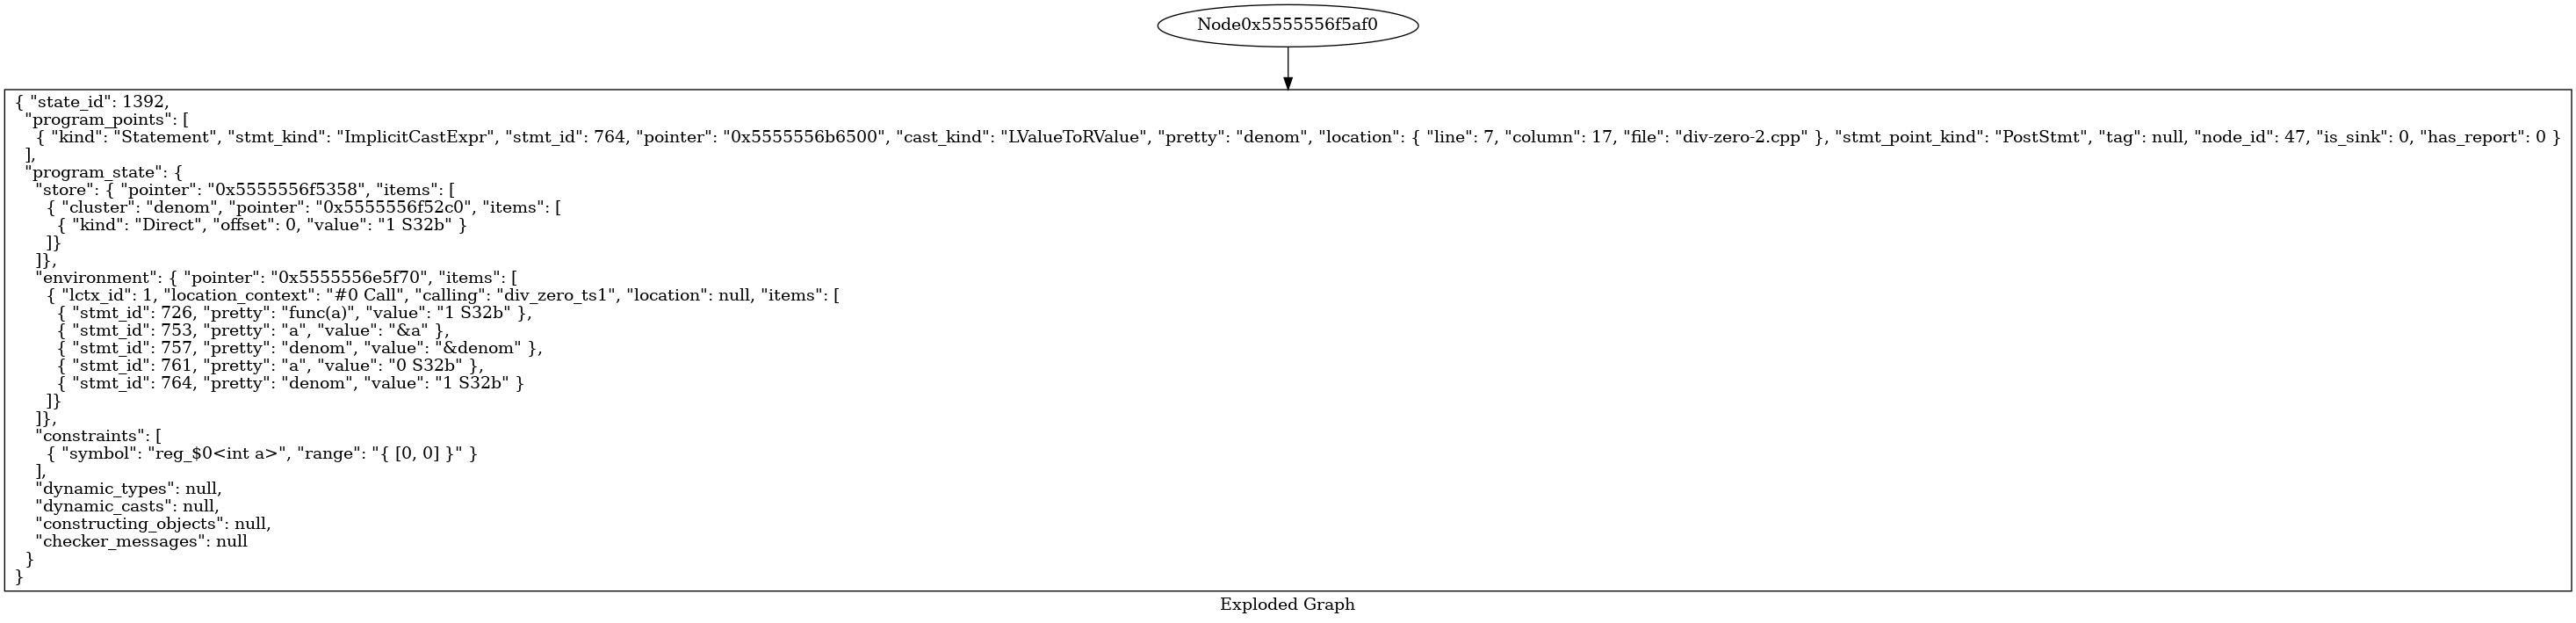 Node0x5555556f5af0
{ "state_id": 1392,
"program_points": [
{ "kind": "Statement", "stmt_kind": "ImplicitCastExpr", "stmt_id": 764, "pointer": "0x5555556b6500", "cast_kind": "LValueToRValue", "pretty": "denom", "location": { "line": 7, "column": 17, "file": "div-zero-2.cpp" }, "stmt_point_kind": "PostStmt", "tag": null, "node_id": 47, "is_sink": 0, "has_report": 0 }
],
"program_state": {
"store": { "pointer": "0x5555556f5358", "items": [
{ "cluster": "denom", "pointer": "0x5555556f52c0", "items": [
{ "kind": "Direct", "offset": 0, "value": "1 S32b" }
]}
]},
"environment": { "pointer": "0x5555556e5f70", "items": [
{ "lctx_id": 1, "location_context": "#0 Call", "calling": "div_zero_ts1", "location": null, "items": [
{ "stmt_id": 726, "pretty": "func(a)", "value": "1 S32b" },
{ "stmt_id": 753, "pretty": "a", "value": "&a" },
{ "stmt_id": 757, "pretty": "denom", "value": "&denom" },
{ "stmt_id": 761, "pretty": "a", "value": "0 S32b" },
{ "stmt_id": 764, "pretty": "denom", "value": "1 S32b" }
]}
]},
"constraints": [
{ "symbol": "reg_$0<int a>", "range": "{ [0, 0] }" }
],
"dynamic_types": null,
"dynamic_casts": null,
"constructing_objects": null,
"checker_messages": null
}
}
Exploded Graph